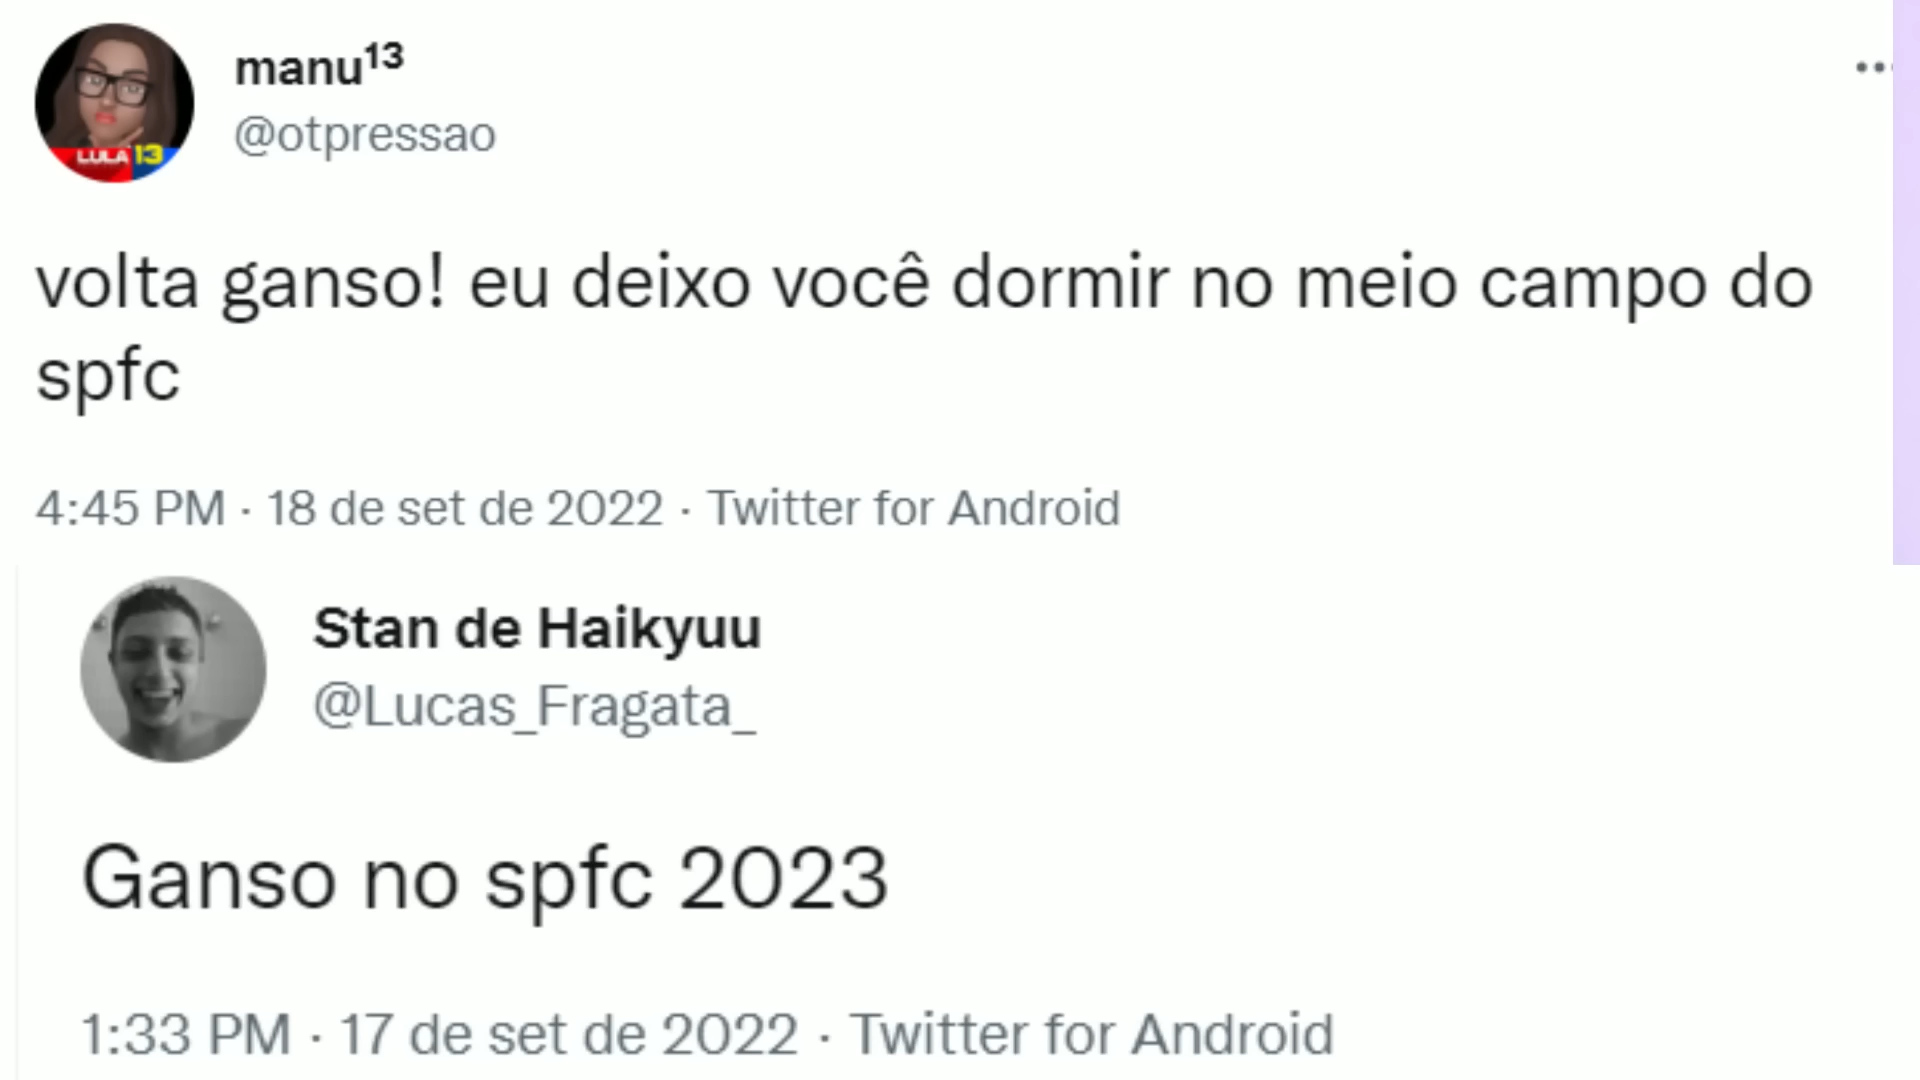 manu¹³
@otpressao
LULA 13
volta ganso! eu deixo você dormir no meio campo do
spfc
4:45 PM · 18 de set de 2022 · Twitter for Android
Stan de Haikyuu
@Lucas_Fragata_
Ganso no spfc 2023
1:33 PM · 17 de set de 2022 · Twitter for Android